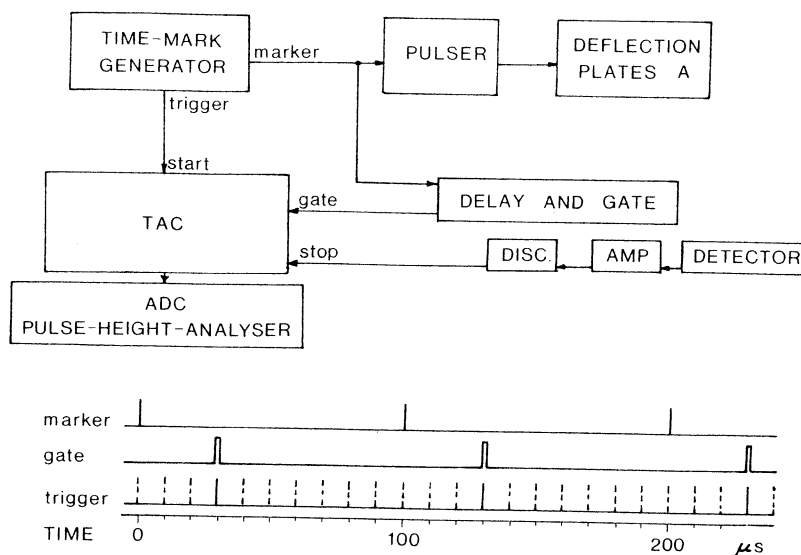 TIME-MARK
GENERATOR
marker
PULSER
DEFLECTION
PLATES A
trigger
start
TAC
gate
DELAY AND GATE
stop
DISC.
AMP
DETECTOR
ADC
PULSE-HEIGHT-ANALYSER
marker
gate
trigger
TIME 0 100 200 μs